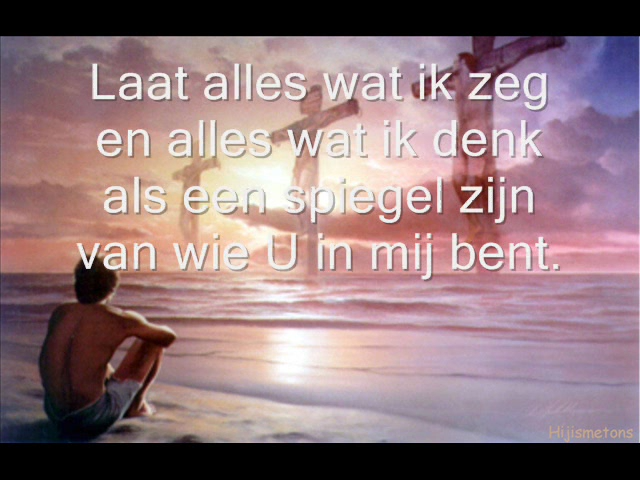 Laat alles wat ik zeg
en alles wat ik denk
als een spiegel zijn
van wie U in mij bent.
Hijismetons